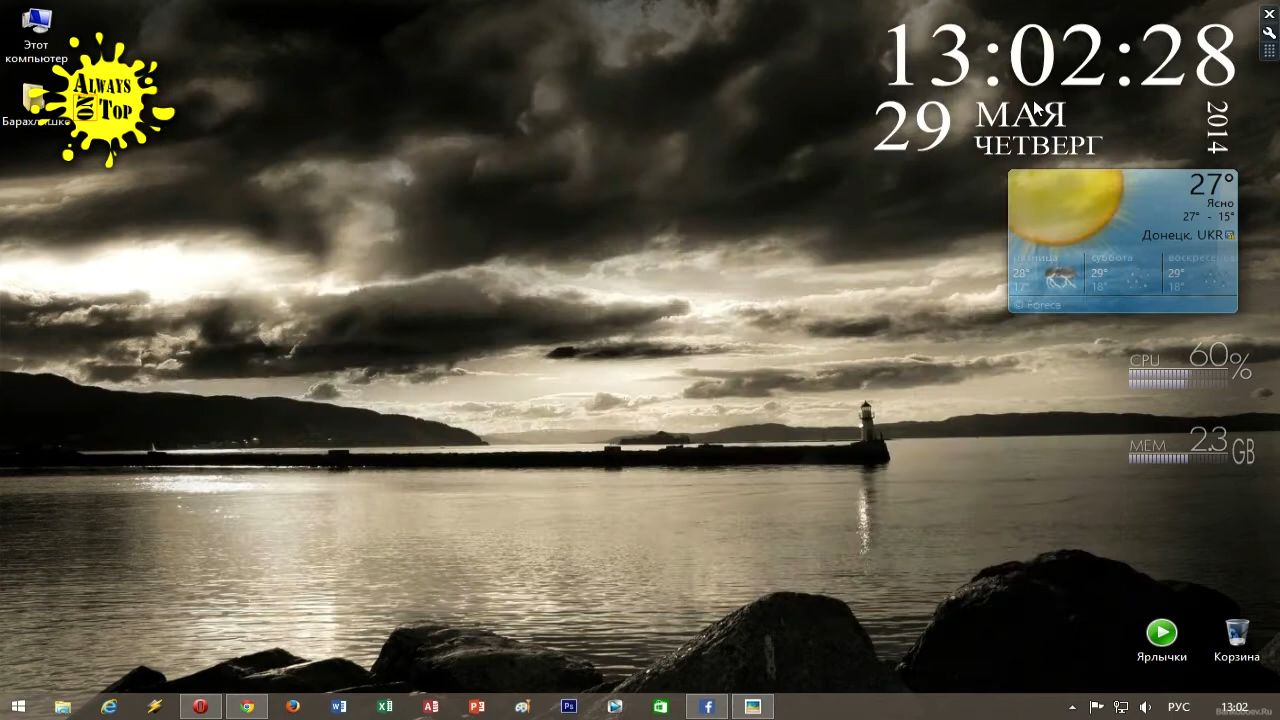 Этот
компьютер
ALWAYS
ON TOP
Барахлишко
13:02:28
29
МАЯ
ЧЕТВЕРГ
2014
27°
Ясно
27° - 15°
Донецк, UKR
пятница
суббота
воскресенье
28°
29°
29°
17°
18°
18°
© Foreca
CPU 60%
MEM 2.3 GB
Ярлычки
Корзина
РУС
13:02